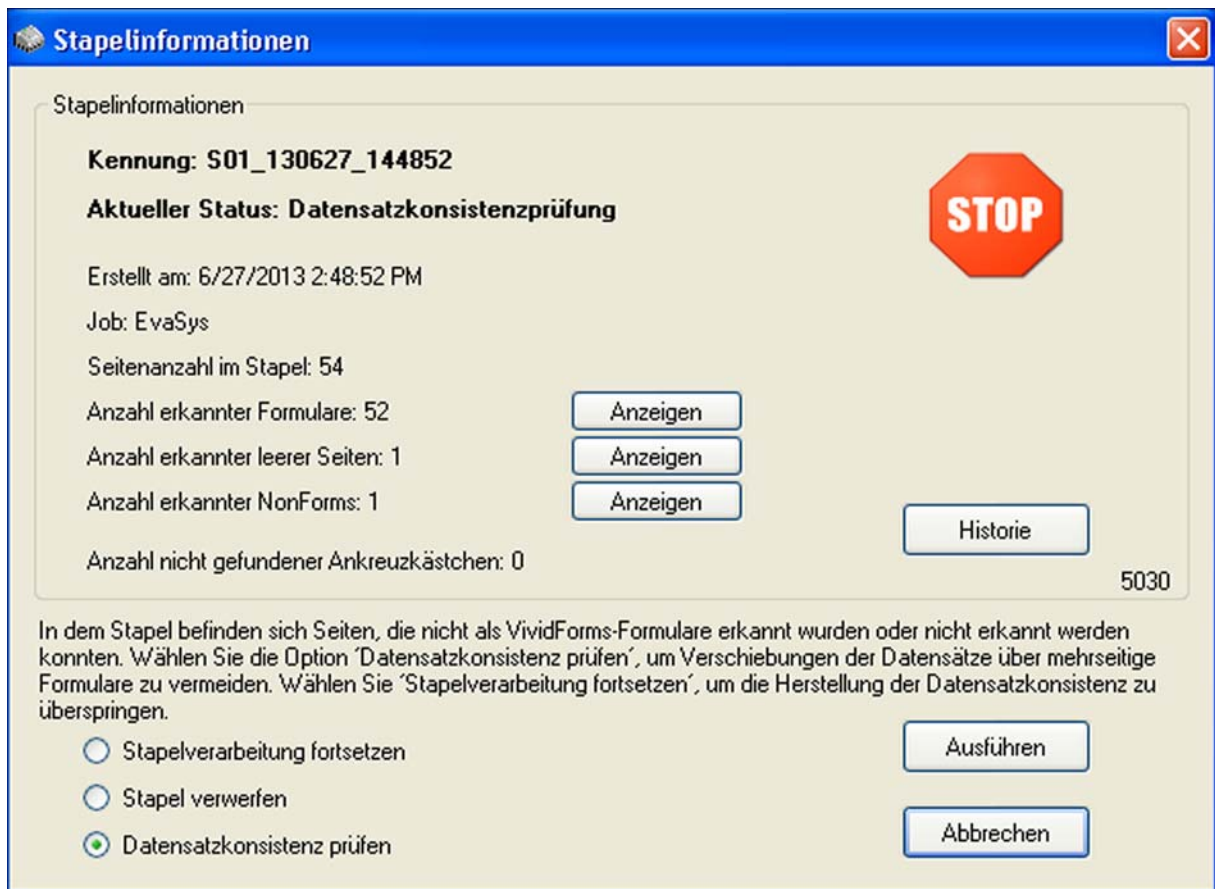 Stapelinformationen
Stapelinformationen
Kennung: S01_130627_144852
Aktueller Status: Datensatzkonsistenzprüfung
STOP
Erstellt am: 6/27/2013 2:48:52 PM
Job: EvaSys
Seitenanzahl im Stapel: 54
Anzahl erkannter Formulare: 52 Anzeigen
Anzahl erkannter leerer Seiten: 1 Anzeigen
Anzahl erkannter NonForms: 1 Anzeigen
Historie
Anzahl nicht gefundener Ankreuzkästchen: 0
5030
In dem Stapel befinden sich Seiten, die nicht als VividForms-Formulare erkannt wurden oder nicht erkannt werden
konnten. Wählen Sie die Option ´Datensatzkonsistenz prüfen´, um Verschiebungen der Datensätze über mehrseitige
Formulare zu vermeiden. Wählen Sie ´Stapelverarbeitung fortsetzen´, um die Herstellung der Datensatzkonsistenz zu
überspringen.
Stapelverarbeitung fortsetzen
Ausführen
Stapel verwerfen
Datensatzkonsistenz prüfen
Abbrechen